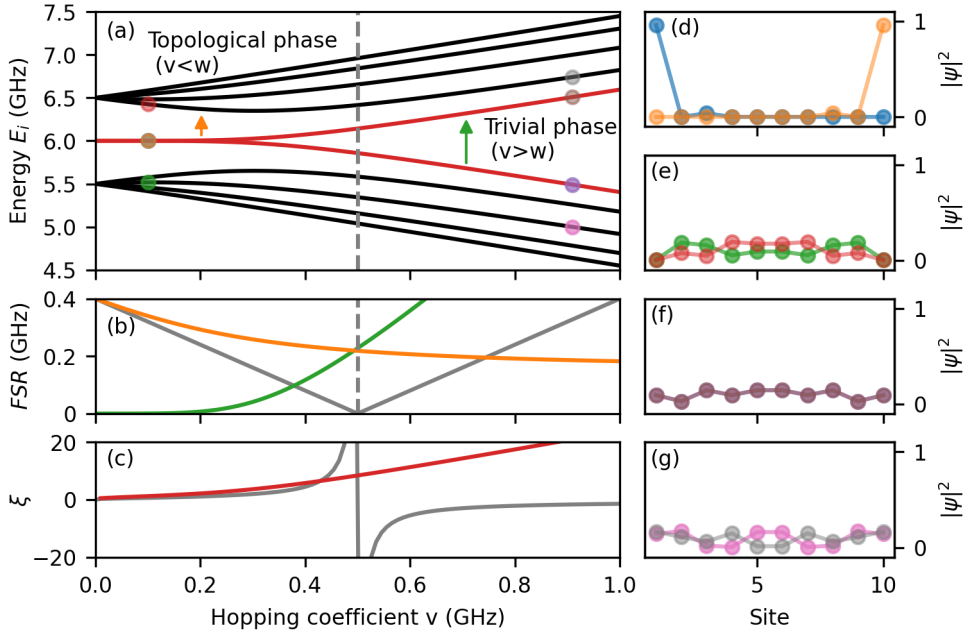 (a)
Topological phase
(v<w)
Trivial phase
(v>w)
Energy E_i (GHz)
7.5
7.0
6.5
6.0
5.5
5.0
4.5
(b)
FSR (GHz)
0.4
0.2
0
(c)
ξ
20
0
−20
0.0 0.2 0.4 0.6 0.8 1.0
Hopping coefficient v (GHz)
(d)
1
0
|ψ|²
(e)
1
0
|ψ|²
(f)
1
0
|ψ|²
(g)
1
0
|ψ|²
5 10
Site